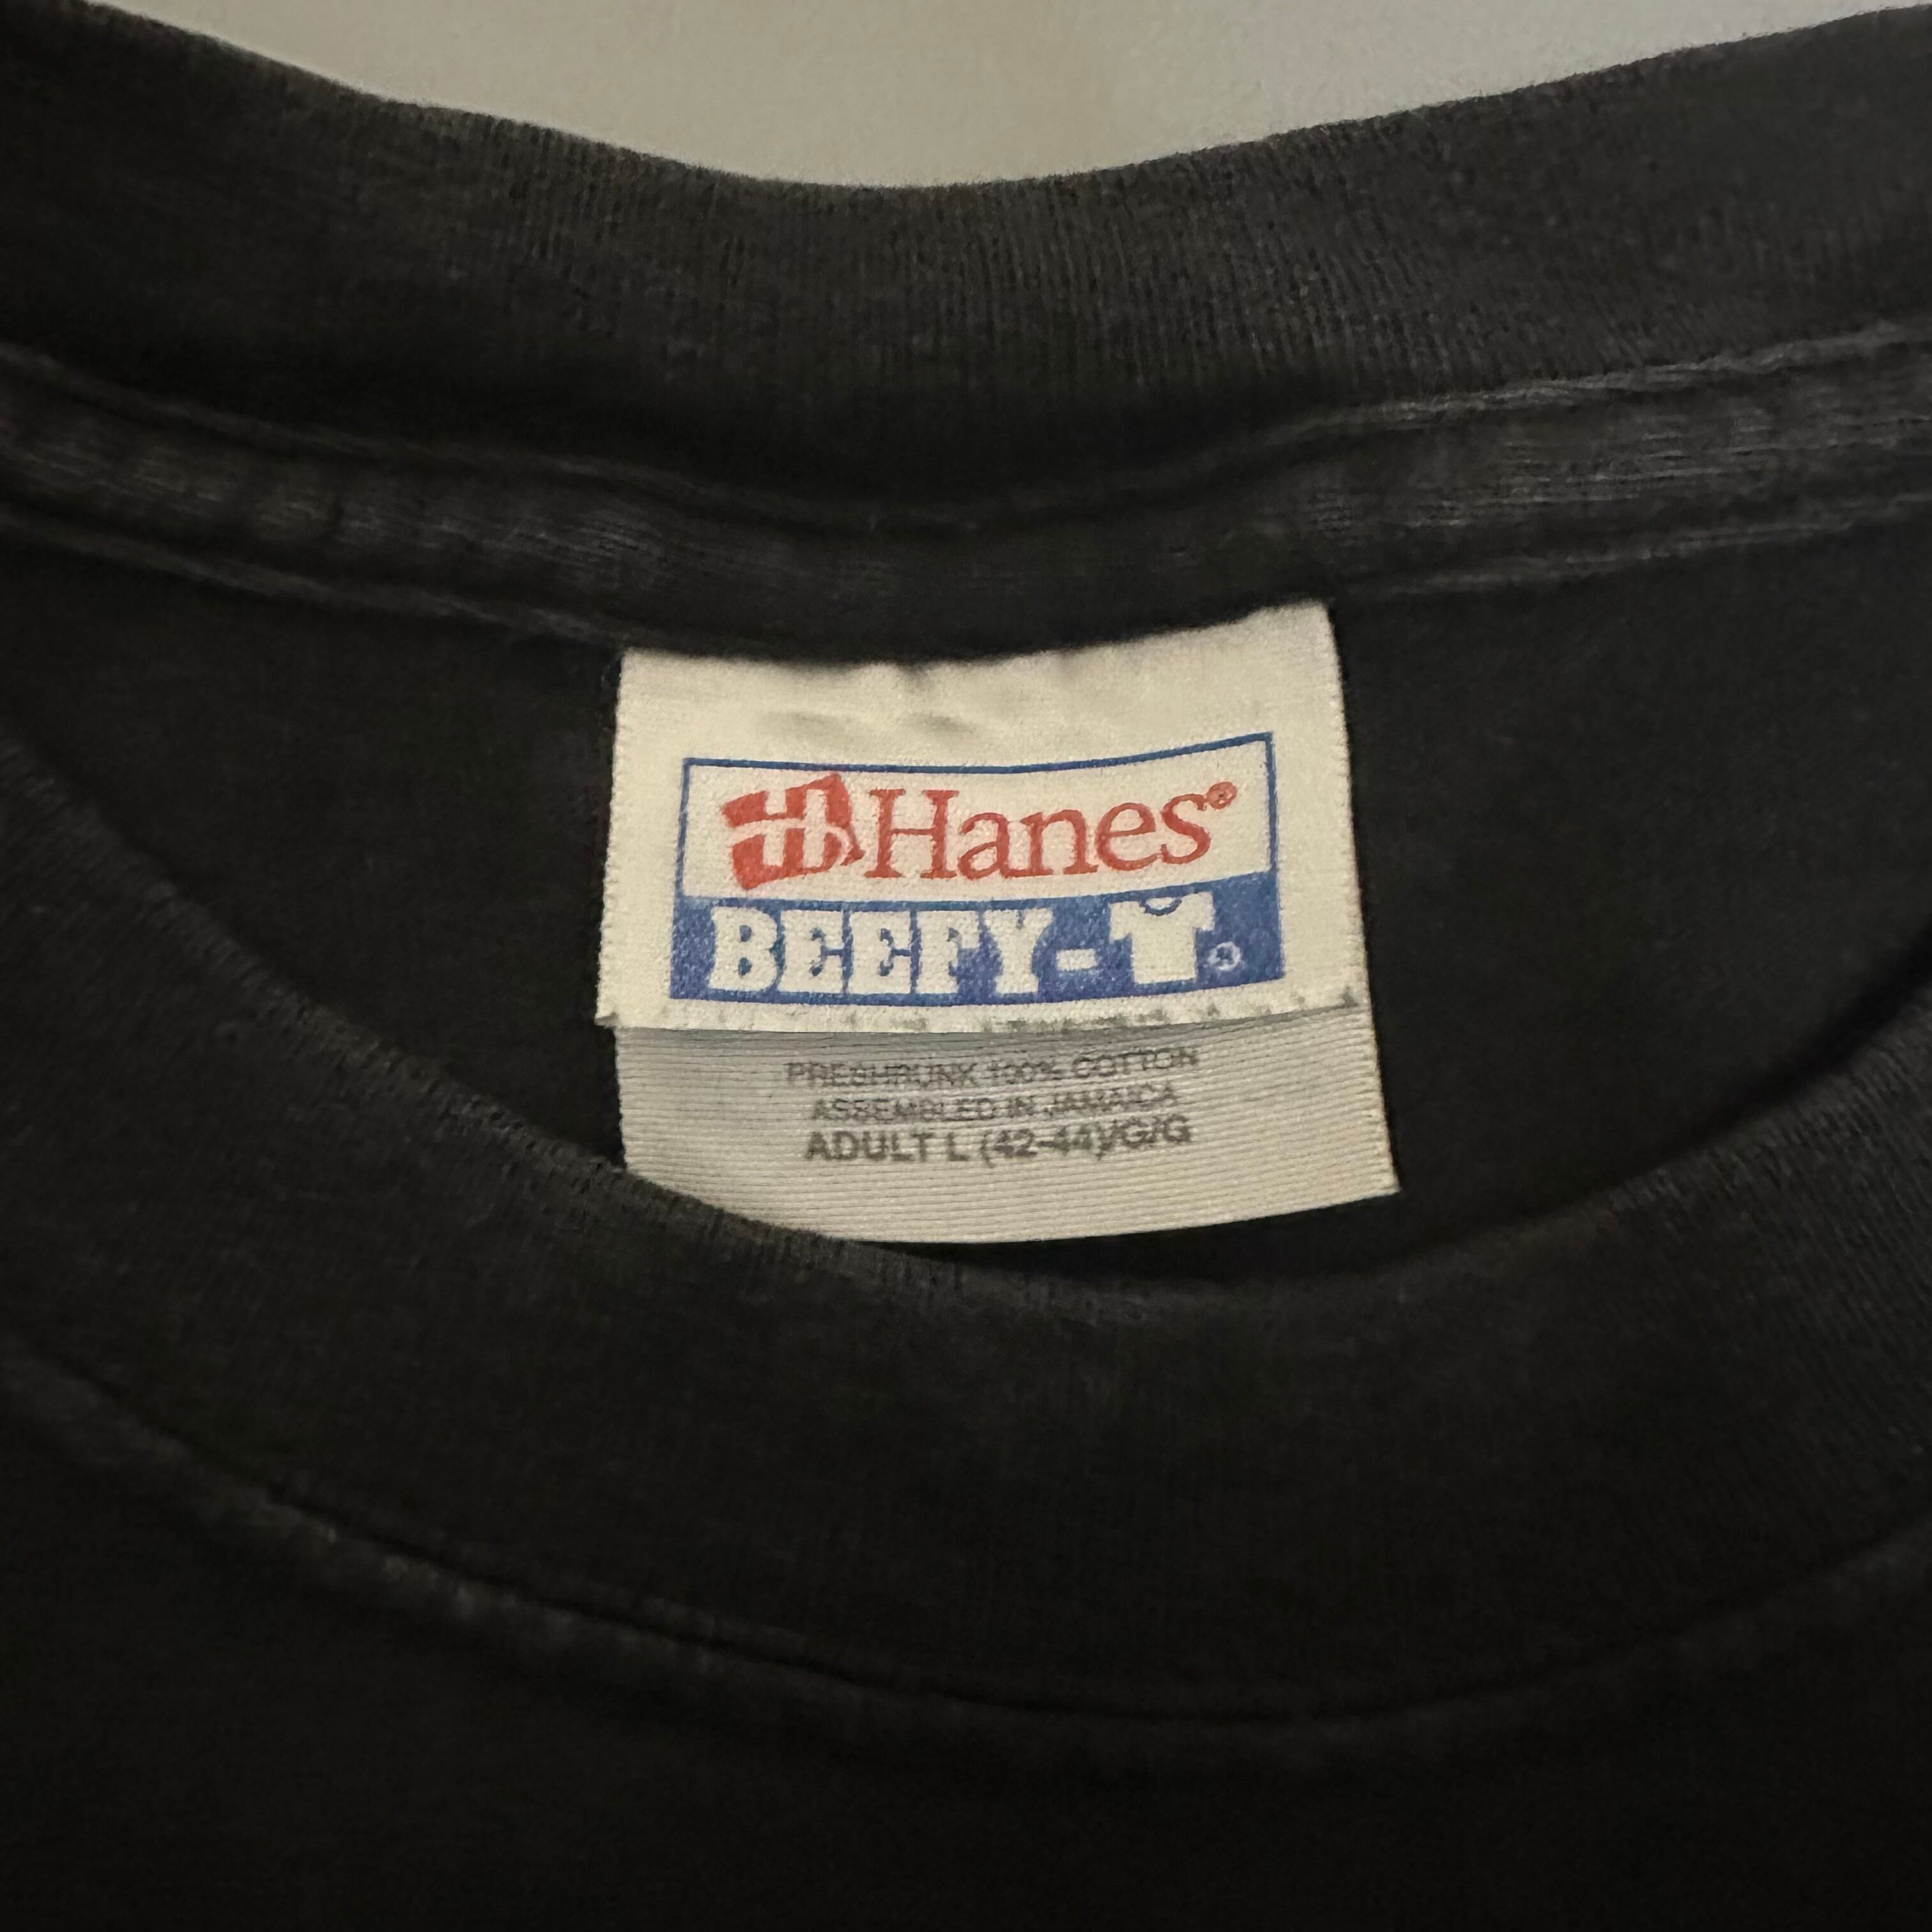 Hanes®
BEEFY-T®
PRESHRUNK 100% COTTON
ASSEMBLED IN JAMAICA
ADULT L (42-44)/G/G